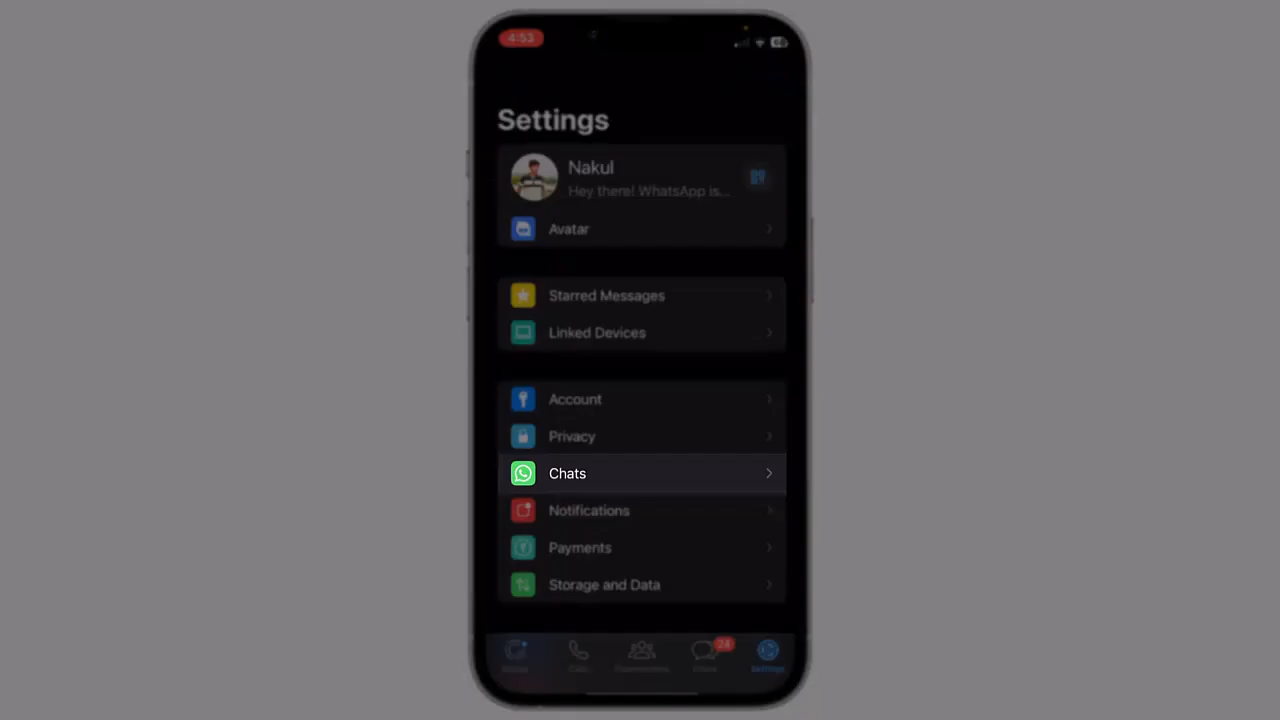 4:53
Settings
Nakul
Hey there! WhatsApp is...
Avatar
Starred Messages
Linked Devices
Account
Privacy
Chats
Notifications
Payments
Storage and Data
24
Settings